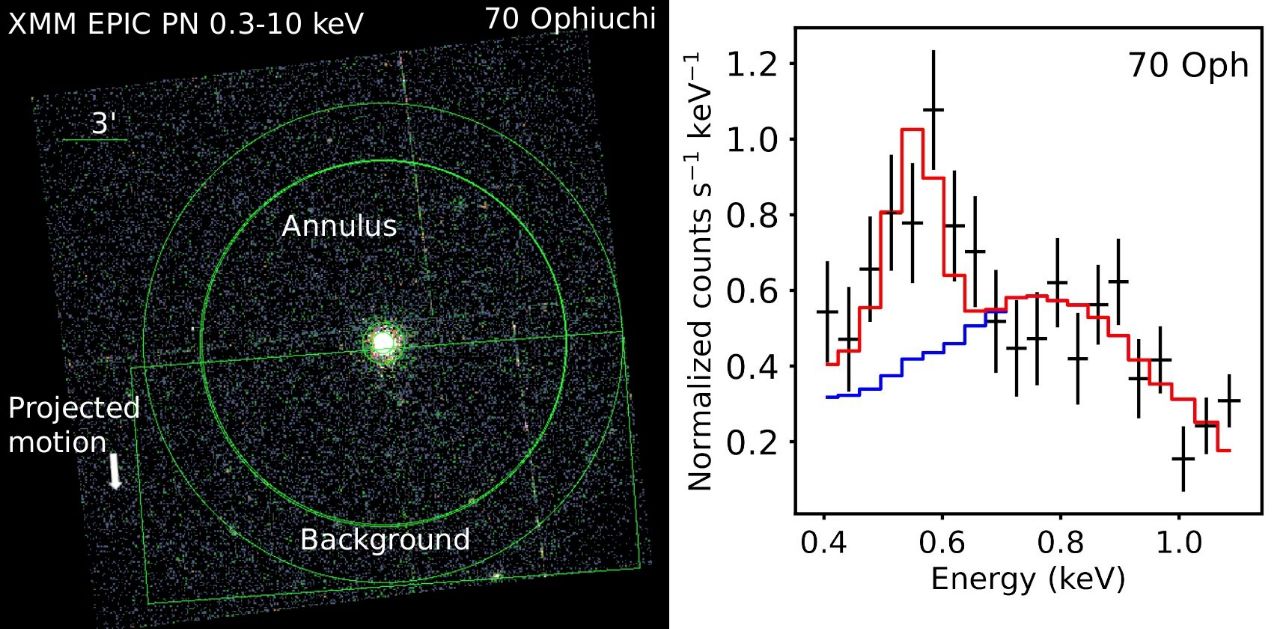 XMM EPIC PN 0.3-10 keV
70 Ophiuchi
3'
Annulus
Projected
motion
Background
70 Oph
Normalized counts s⁻¹ keV⁻¹
1.2
1.0
0.8
0.6
0.4
0.2
0.4 0.6 0.8 1.0
Energy (keV)